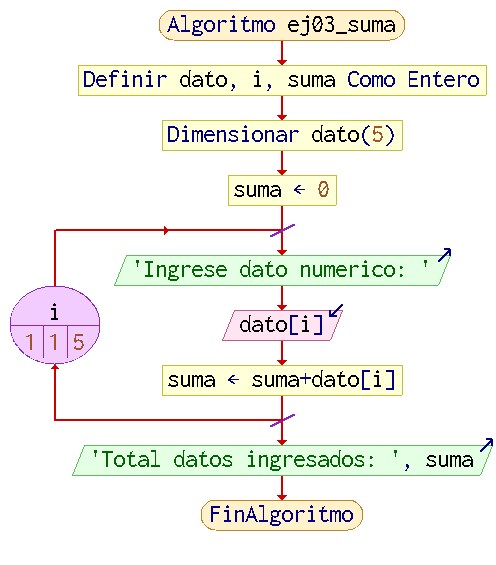 Algoritmo ej03_suma
Definir dato, i, suma Como Entero
Dimensionar dato(5)
suma ← 0
'Ingrese dato numerico: '
i
1 1 5
dato[i]
suma ← suma+dato[i]
'Total datos ingresados: ', suma
FinAlgoritmo